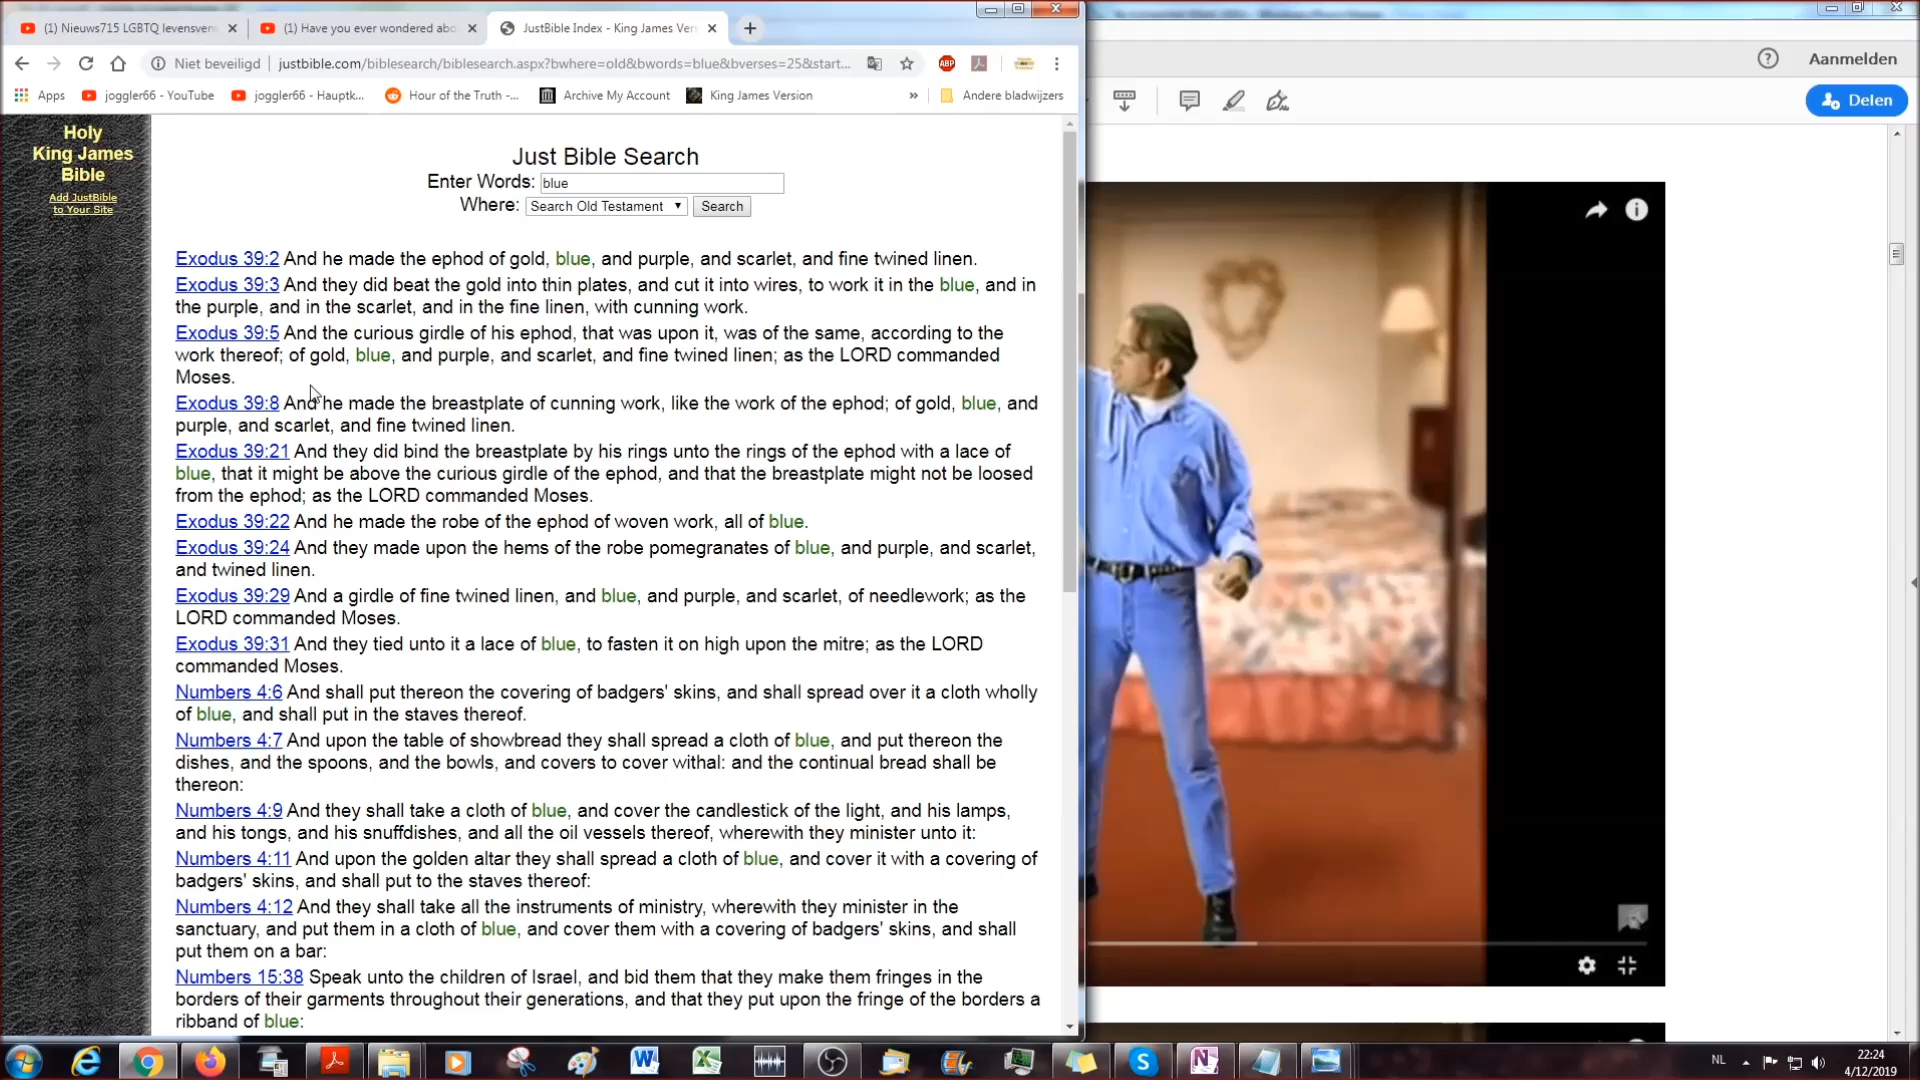 (1) Nieuws715 LGBTQ levensvers
(1) Have you ever wondered abo
JustBible Index - King James Vers
Niet beveiligd
justbible.com/biblesearch/biblesearch.aspx?bwhere=old&bwords=blue&bverses=25&start...
ABP
Apps
joggler66 - YouTube
joggler66 - Hauptk...
Hour of the Truth -...
Archive My Account
King James Version
»
Andere bladwijzers
Aanmelden
Delen
Holy
King James
Bible
Add JustBible
to Your Site
Just Bible Search
Enter Words: blue
Where: Search Old Testament Search
Exodus 39:2 And he made the ephod of gold, blue, and purple, and scarlet, and fine twined linen.
Exodus 39:3 And they did beat the gold into thin plates, and cut it into wires, to work it in the blue, and in
the purple, and in the scarlet, and in the fine linen, with cunning work.
Exodus 39:5 And the curious girdle of his ephod, that was upon it, was of the same, according to the
work thereof; of gold, blue, and purple, and scarlet, and fine twined linen; as the LORD commanded
Moses.
Exodus 39:8 And he made the breastplate of cunning work, like the work of the ephod; of gold, blue, and
purple, and scarlet, and fine twined linen.
Exodus 39:21 And they did bind the breastplate by his rings unto the rings of the ephod with a lace of
blue, that it might be above the curious girdle of the ephod, and that the breastplate might not be loosed
from the ephod; as the LORD commanded Moses.
Exodus 39:22 And he made the robe of the ephod of woven work, all of blue.
Exodus 39:24 And they made upon the hems of the robe pomegranates of blue, and purple, and scarlet,
and twined linen.
Exodus 39:29 And a girdle of fine twined linen, and blue, and purple, and scarlet, of needlework; as the
LORD commanded Moses.
Exodus 39:31 And they tied unto it a lace of blue, to fasten it on high upon the mitre; as the LORD
commanded Moses.
Numbers 4:6 And shall put thereon the covering of badgers' skins, and shall spread over it a cloth wholly
of blue, and shall put in the staves thereof.
Numbers 4:7 And upon the table of showbread they shall spread a cloth of blue, and put thereon the
dishes, and the spoons, and the bowls, and covers to cover withal: and the continual bread shall be
thereon:
Numbers 4:9 And they shall take a cloth of blue, and cover the candlestick of the light, and his lamps,
and his tongs, and his snuffdishes, and all the oil vessels thereof, wherewith they minister unto it:
Numbers 4:11 And upon the golden altar they shall spread a cloth of blue, and cover it with a covering of
badgers' skins, and shall put to the staves thereof:
Numbers 4:12 And they shall take all the instruments of ministry, wherewith they minister in the
sanctuary, and put them in a cloth of blue, and cover them with a covering of badgers' skins, and shall
put them on a bar:
Numbers 15:38 Speak unto the children of Israel, and bid them that they make them fringes in the
borders of their garments throughout their generations, and that they put upon the fringe of the borders a
ribband of blue:
NL
22:24
4/12/2019